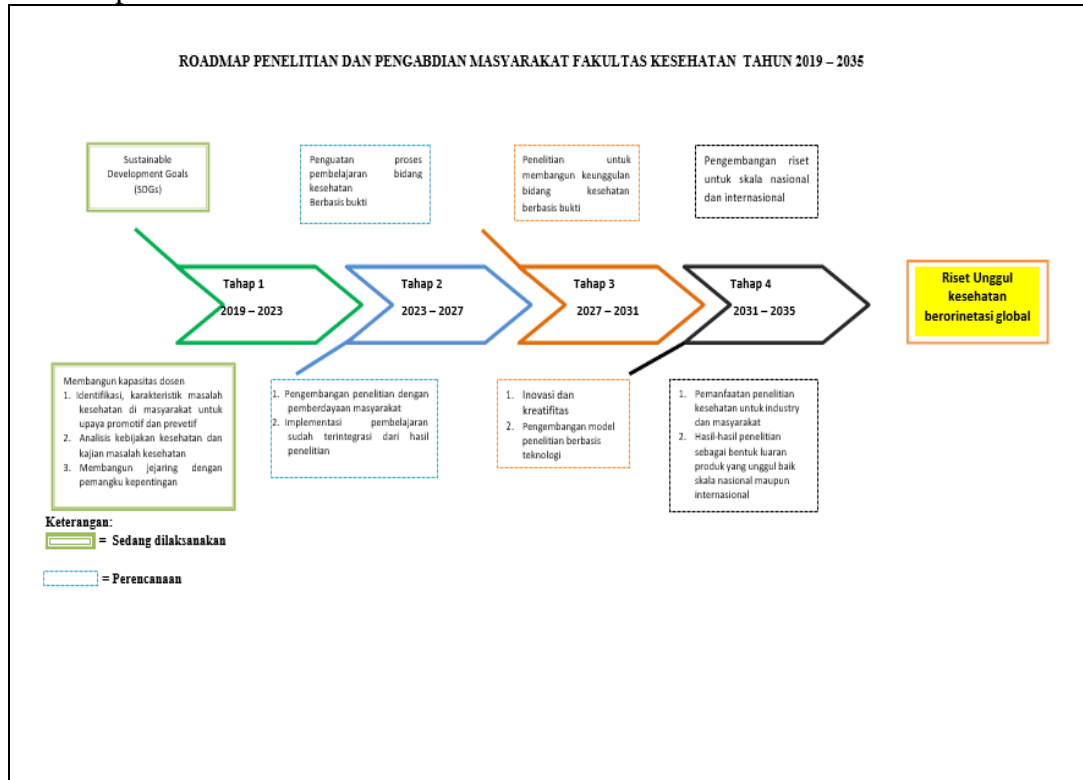 ROADMAP PENELITIAN DAN PENGABDIAN MASYARAKAT FAKULTAS KESEHATAN TAHUN 2019 – 2035
Sustainable
Development Goals
(SDGs)
Penguatan proses
pembelajaran bidang
kesehatan
Berbasis bukti
Penelitian untuk
membangun keunggulan
bidang kesehatan
berbasis bukti
Pengembangan riset
untuk skala nasional
dan internasional
Tahap 1
2019 – 2023
Tahap 2
2023 – 2027
Tahap 3
2027 – 2031
Tahap 4
2031 – 2035
Riset Unggul
kesehatan
berorinetasi global
Membangun kapasitas dosen
1. Identifikasi, karakteristik masalah
kesehatan di masyarakat untuk
upaya promotif dan prevetif
2. Analisis kebijakan kesehatan dan
kajian masalah kesehatan
3. Membangun jejaring dengan
pemangku kepentingan
1. Pengembangan penelitian dengan
pemberdayaan masyarakat
2. Implementasi pembelajaran
sudah terintegrasi dari hasil
penelitian
1. Inovasi dan
kreatifitas
2. Pengembangan model
penelitian berbasis
teknologi
1. Pemanfaatan penelitian
kesehatan untuk industry
dan masyarakat
2. Hasil-hasil penelitian
sebagai bentuk luaran
produk yang unggul baik
skala nasional maupun
internasional
Keterangan:
= Sedang dilaksanakan
= Perencanaan